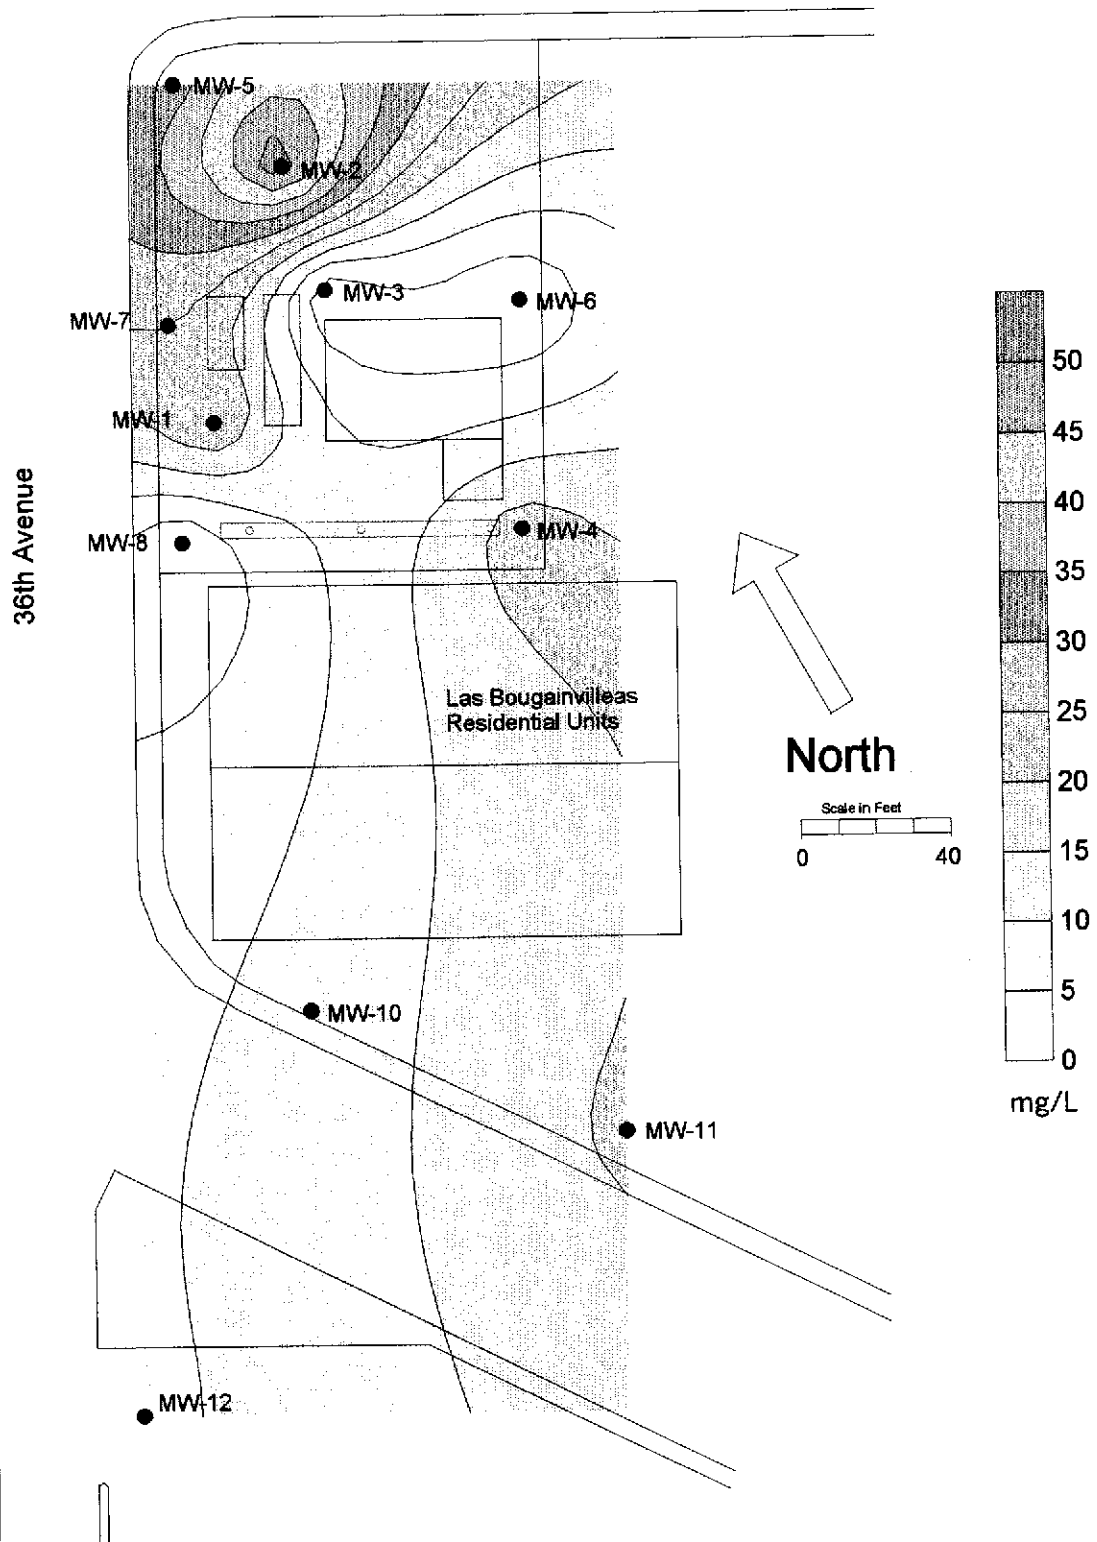 MW-5
MW-2
MW-3
MW-6
MW-7
MW-1
36th Avenue
MW-8
MW-4
Las Bougainvilleas
Residential Units
North
Scale in Feet
0 40
50
45
40
35
30
25
20
15
10
5
0
mg/L
MW-10
MW-11
MW-12